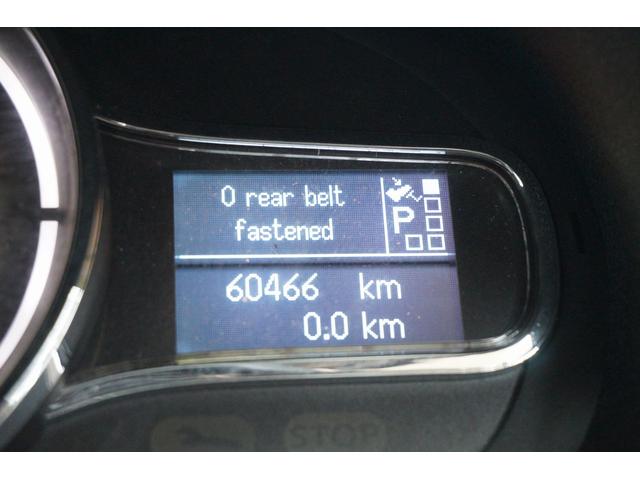 0 rear belt
fastened
P
60466 km
0.0 km
STOP